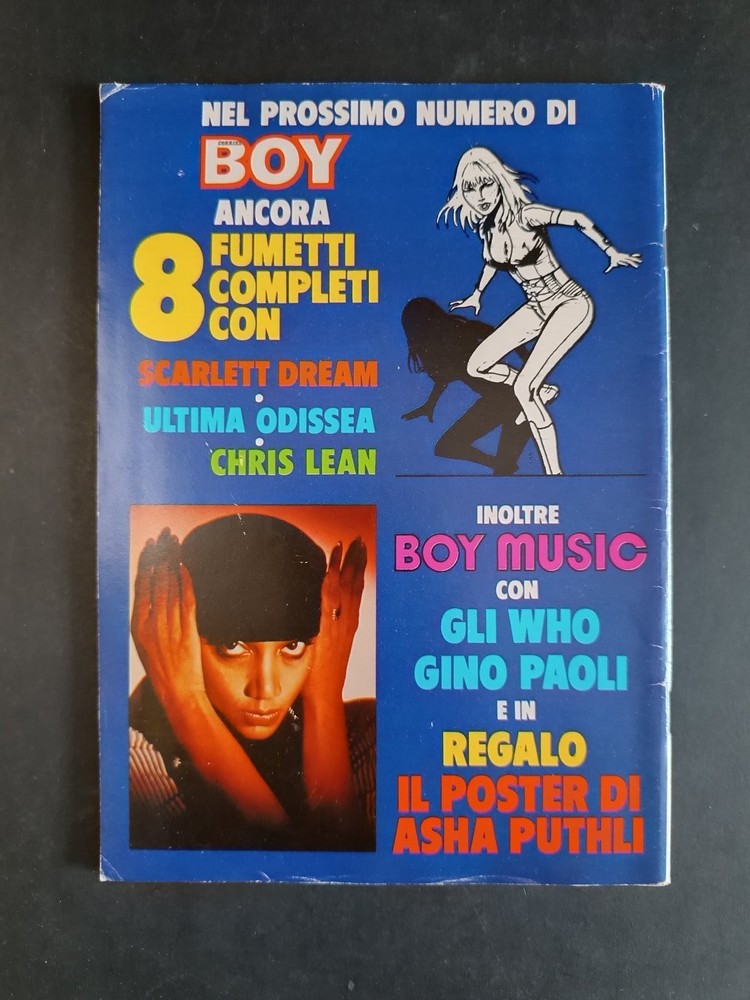 NEL PROSSIMO NUMERO DI
BOY
ANCORA
8 FUMETTI
COMPLETI
CON
SCARLETT DREAM
•
ULTIMA ODISSEA
•
CHRIS LEAN
INOLTRE
BOY MUSIC
CON
GLI WHO
GINO PAOLI
E IN
REGALO
IL POSTER DI
ASHA PUTHLI